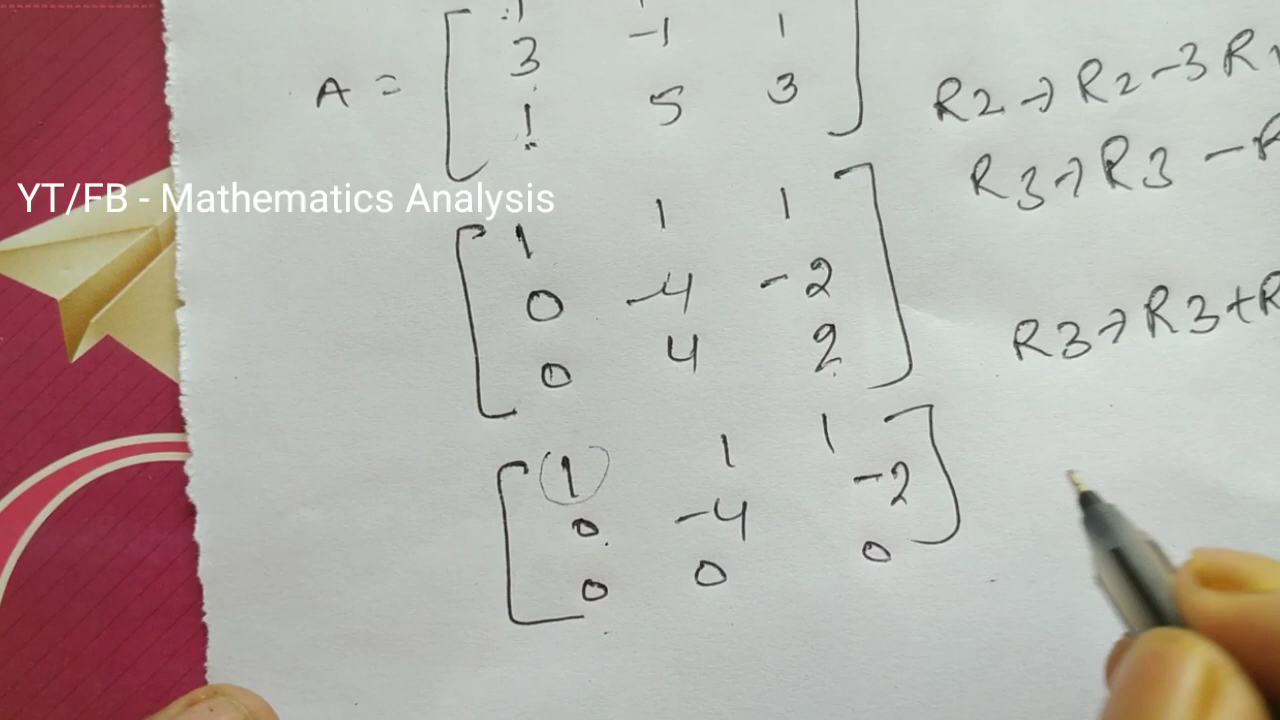 A = 3 -1 1
1 5 3
R2 → R2 - 3R1
R3 → R3 -
YT/FB - Mathematics Analysis
1 1 1
0 -4 -2
0 4 2
R3 → R3 +
1 1 1
0 -4 -2
0 0 0